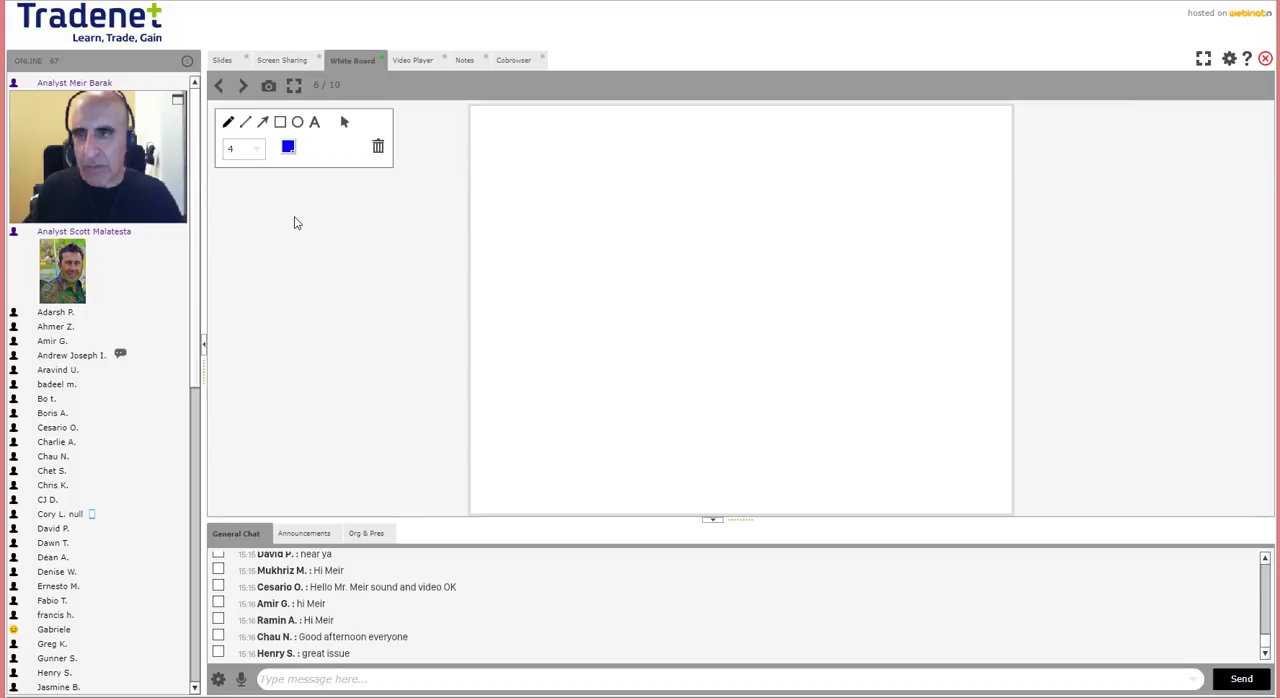 Tradenet
Learn, Trade, Gain
hosted on webinato
ONLINE 67
Slides
Screen Sharing
White Board
Video Player
Notes
Cobrowser
6 / 10
A
4
Analyst Meir Barak
Analyst Scott Malatesta
Adarsh P.
Ahmer Z.
Amir G.
Andrew Joseph I.
Aravind U.
badeel m.
Bo t.
Boris A.
Cesario O.
Charlie A.
Chau N.
Chet S.
Chris K.
CJ D.
Cory L. null
David P.
Dawn T.
Dean A.
Denise W.
Ernesto M.
Fabio T.
francis h.
Gabriele
Greg K.
Gunner S.
Henry S.
Jasmine B.
General Chat
Announcements
Org & Pres
15:15 David P. : hear ya
15:15 Mukhriz M. : Hi Meir
15:15 Cesario O. : Hello Mr. Meir sound and video OK
15:16 Amir G. : hi Meir
15:16 Ramin A. : Hi Meir
15:16 Chau N. : Good afternoon everyone
15:16 Henry S. : great issue
Type message here...
Send